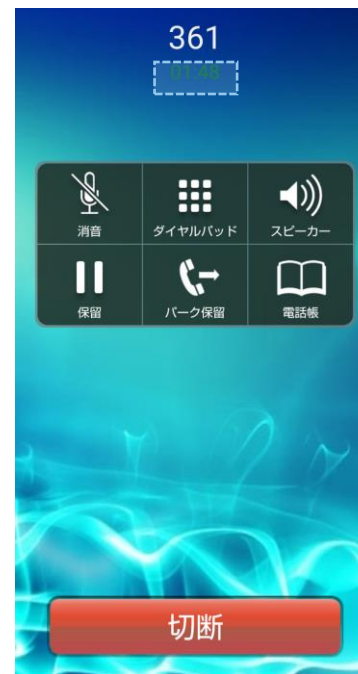 361
01:48
消音
ダイヤルパッド
スピーカー
保留
パーク保留
電話帳
切断